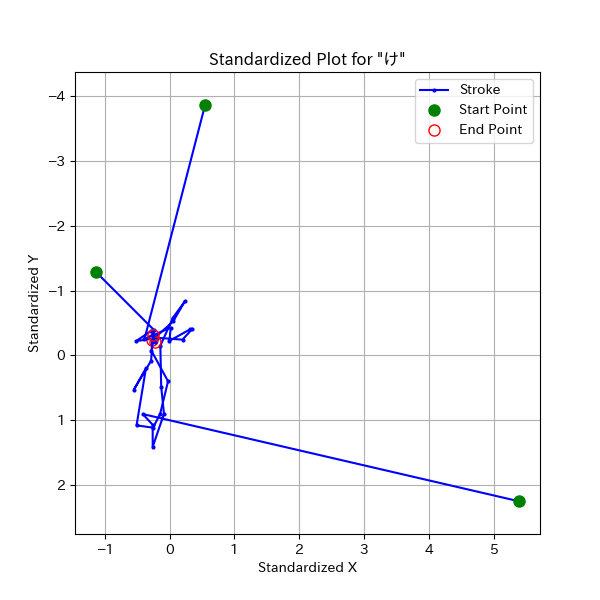 Standardized Plot for "け"
Stroke
Start Point
End Point
−4
−3
−2
−1
0
1
2
Standardized Y
−1 0 1 2 3 4 5
Standardized X